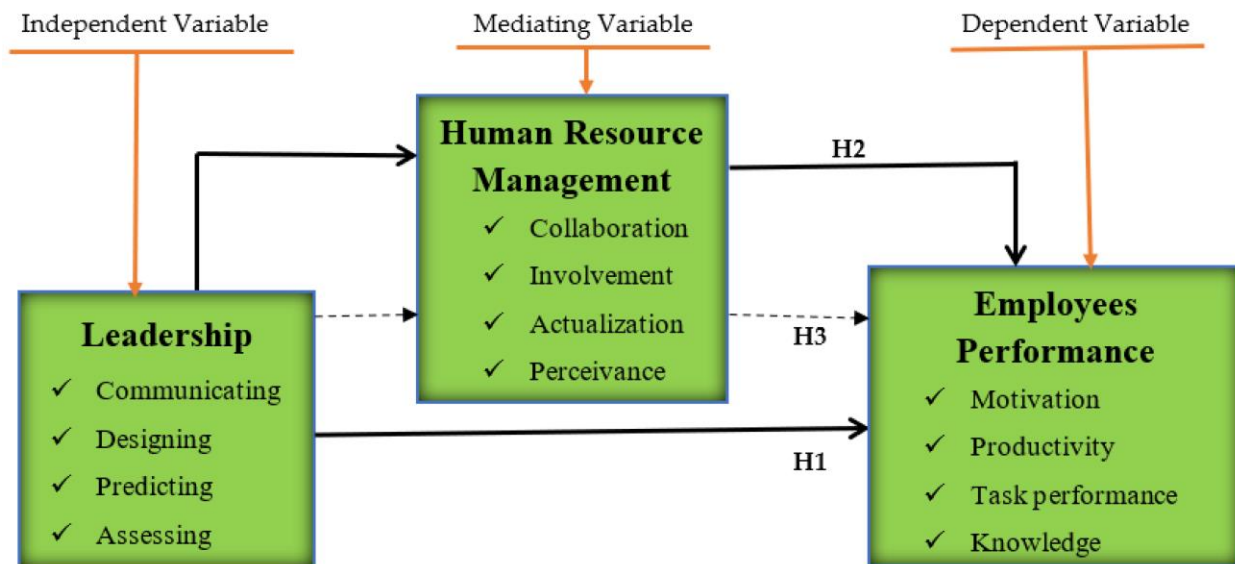 Independent Variable
Mediating Variable
Dependent Variable
Human Resource
Management
✓ Collaboration
✓ Involvement
✓ Actualization
✓ Perceivance
H2
Leadership
✓ Communicating
✓ Designing
✓ Predicting
✓ Assessing
H3
H1
Employees
Performance
✓ Motivation
✓ Productivity
✓ Task performance
✓ Knowledge